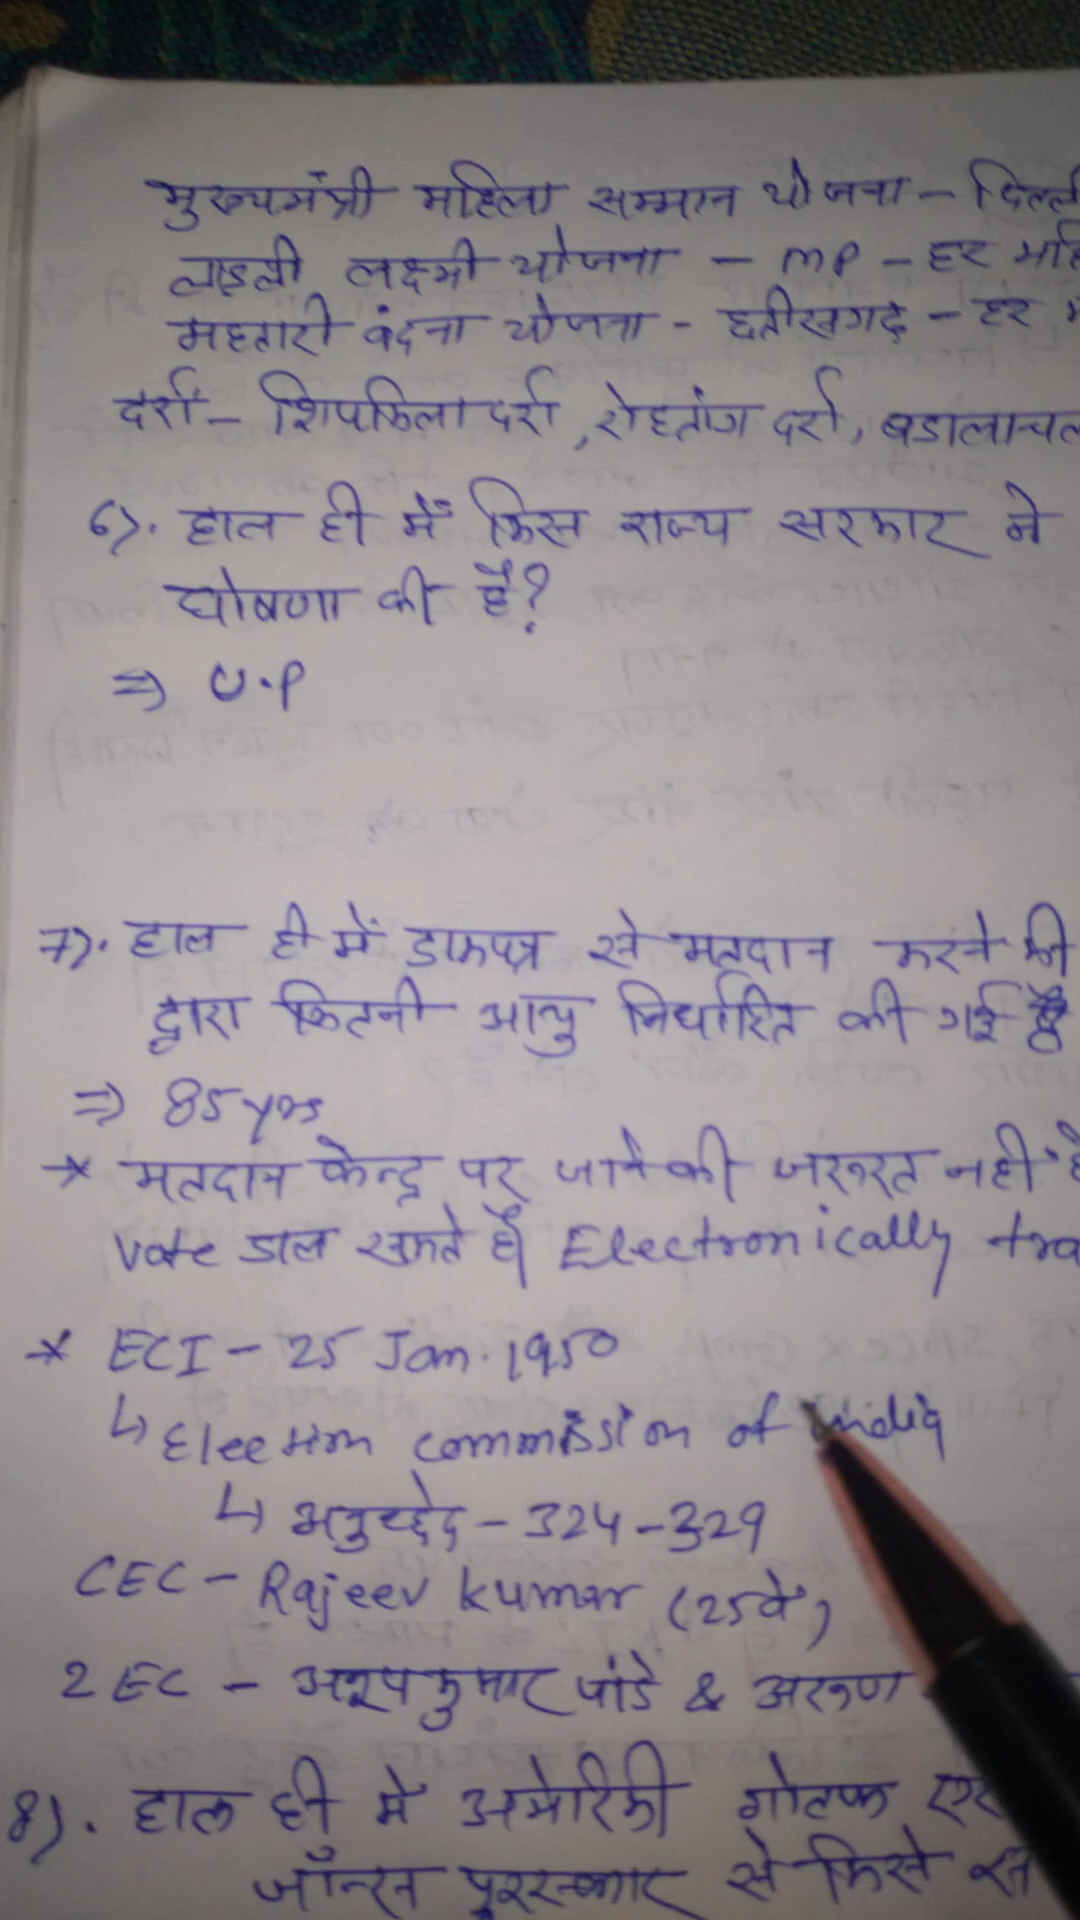 मुख्यमंत्री महिला सम्मान योजना - दिल्ली
लाडली लक्ष्मी योजना - MP - हर
महतारी वंदना योजना - छत्तीसगढ़ - हर
दर्रा - शिपकिला दर्रा, रोहतांग दर्रा,
6). हाल ही में किस राज्य सरकार ने
घोषणा की है?
⇒ U.P
7). हाल ही में डाकपत्र से मतदान करने की
द्वारा कितनी आयु निर्धारित की गई है
⇒ 85 yrs
* मतदान केन्द्र पर जाने की जरूरत नहीं है
Vote डाल सकते हैं Electronically tra
* ECI - 25 Jan. 1950
↳ Election commission of india
↳ अनुच्छेद - 324 - 329
CEC - Rajeev kumar (25वें)
2 EC - अनूप कुमार पांडे & अरूण
8). हाल ही में अमेरिकी गोल्फ
जॉन्स पुरस्कार से किसे